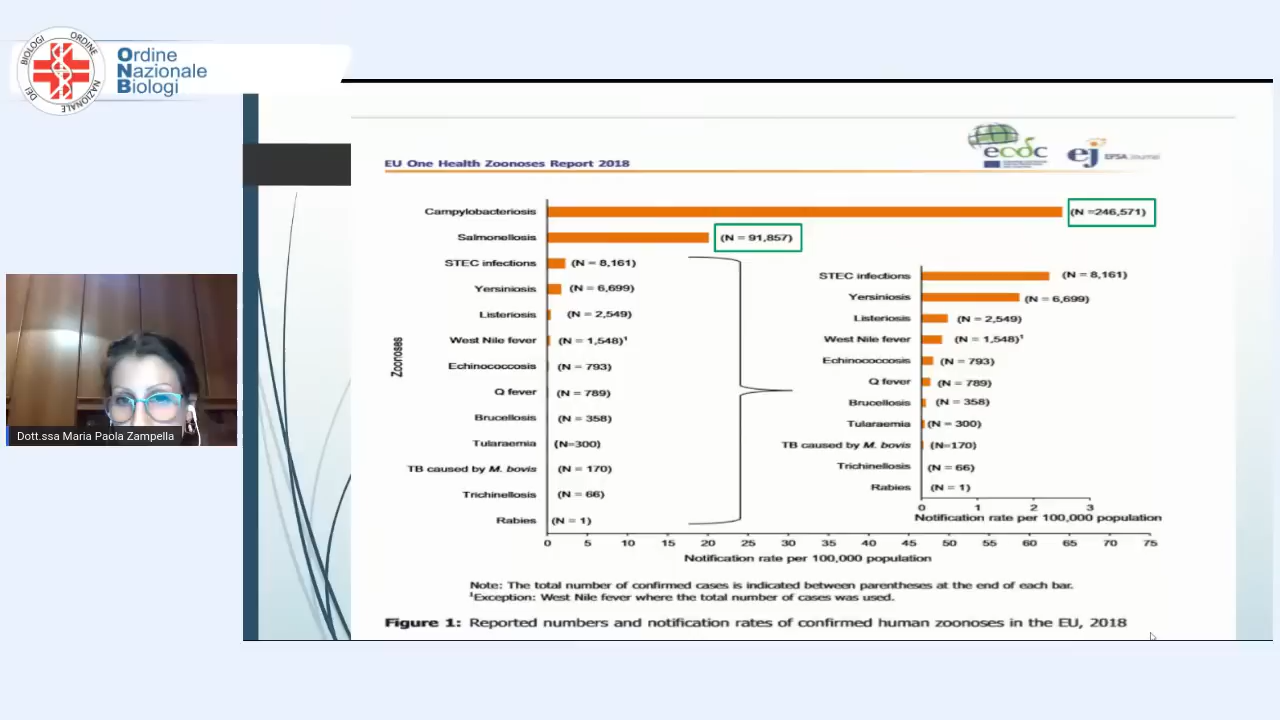 ORDINE
NAZIONALE
DEI
BIOLOGI
Ordine
Nazionale
Biologi
EU One Health Zoonoses Report 2018
ecdc
ej EFSA Journal
Campylobacteriosis (N =246,571)
Salmonellosis (N = 91,857)
STEC infections (N = 8,161)
Yersiniosis (N = 6,699)
Listeriosis (N = 2,549)
West Nile fever (N = 1,548)¹
Echinococcosis (N = 793)
Q fever (N = 789)
Brucellosis (N = 358)
Tularaemia (N=300)
TB caused by M. bovis (N = 170)
Trichinellosis (N = 66)
Rabies (N = 1)
Zoonoses
0 5 10 15 20 25 30 35 40 45 50 55 60 65 70 75
Notification rate per 100,000 population
STEC infections (N = 8,161)
Yersiniosis (N = 6,699)
Listeriosis (N = 2,549)
West Nile fever (N = 1,548)¹
Echinococcosis (N = 793)
Q fever (N = 789)
Brucellosis (N = 358)
Tularaemia (N = 300)
TB caused by M. bovis (N=170)
Trichinellosis (N = 66)
Rabies (N = 1)
0 1 2 3
Notification rate per 100,000 population
Note: The total number of confirmed cases is indicated between parentheses at the end of each bar.
¹Exception: West Nile fever where the total number of cases was used.
Figure 1: Reported numbers and notification rates of confirmed human zoonoses in the EU, 2018
Dott.ssa Maria Paola Zampella